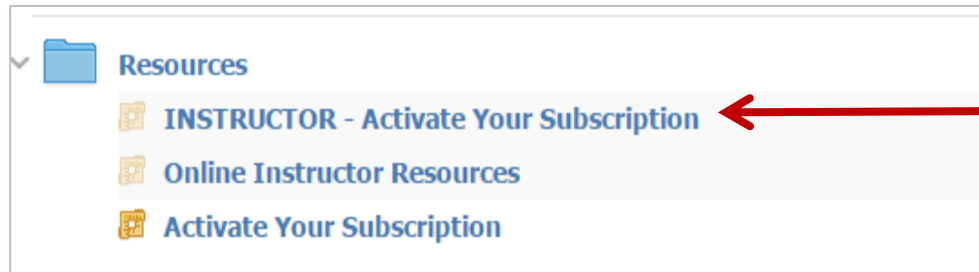 Resources
INSTRUCTOR - Activate Your Subscription
Online Instructor Resources
Activate Your Subscription